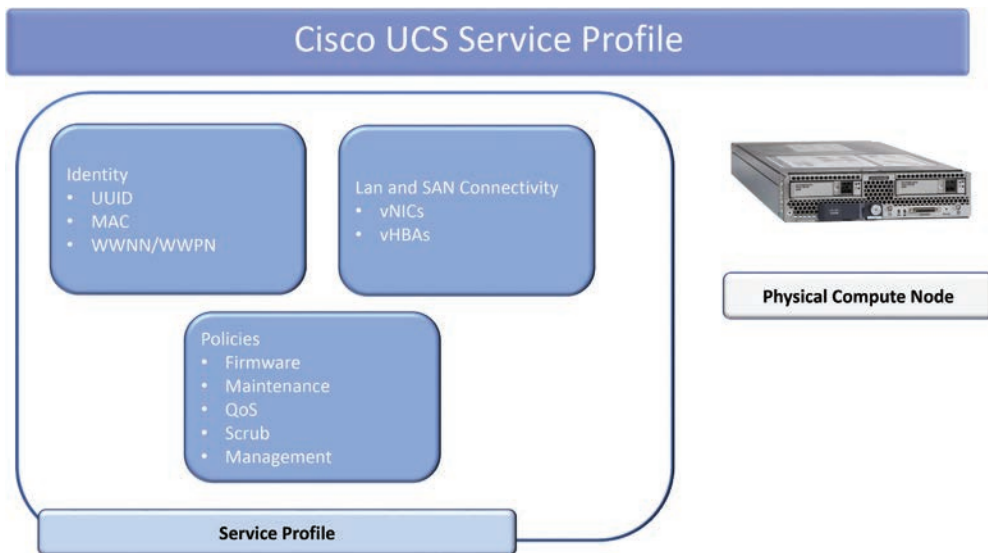 Cisco UCS Service Profile
Identity
• UUID
• MAC
• WWNN/WWPN
Lan and SAN Connectivity
• vNICs
• vHBAs
Policies
• Firmware
• Maintenance
• QoS
• Scrub
• Management
Service Profile
Physical Compute Node